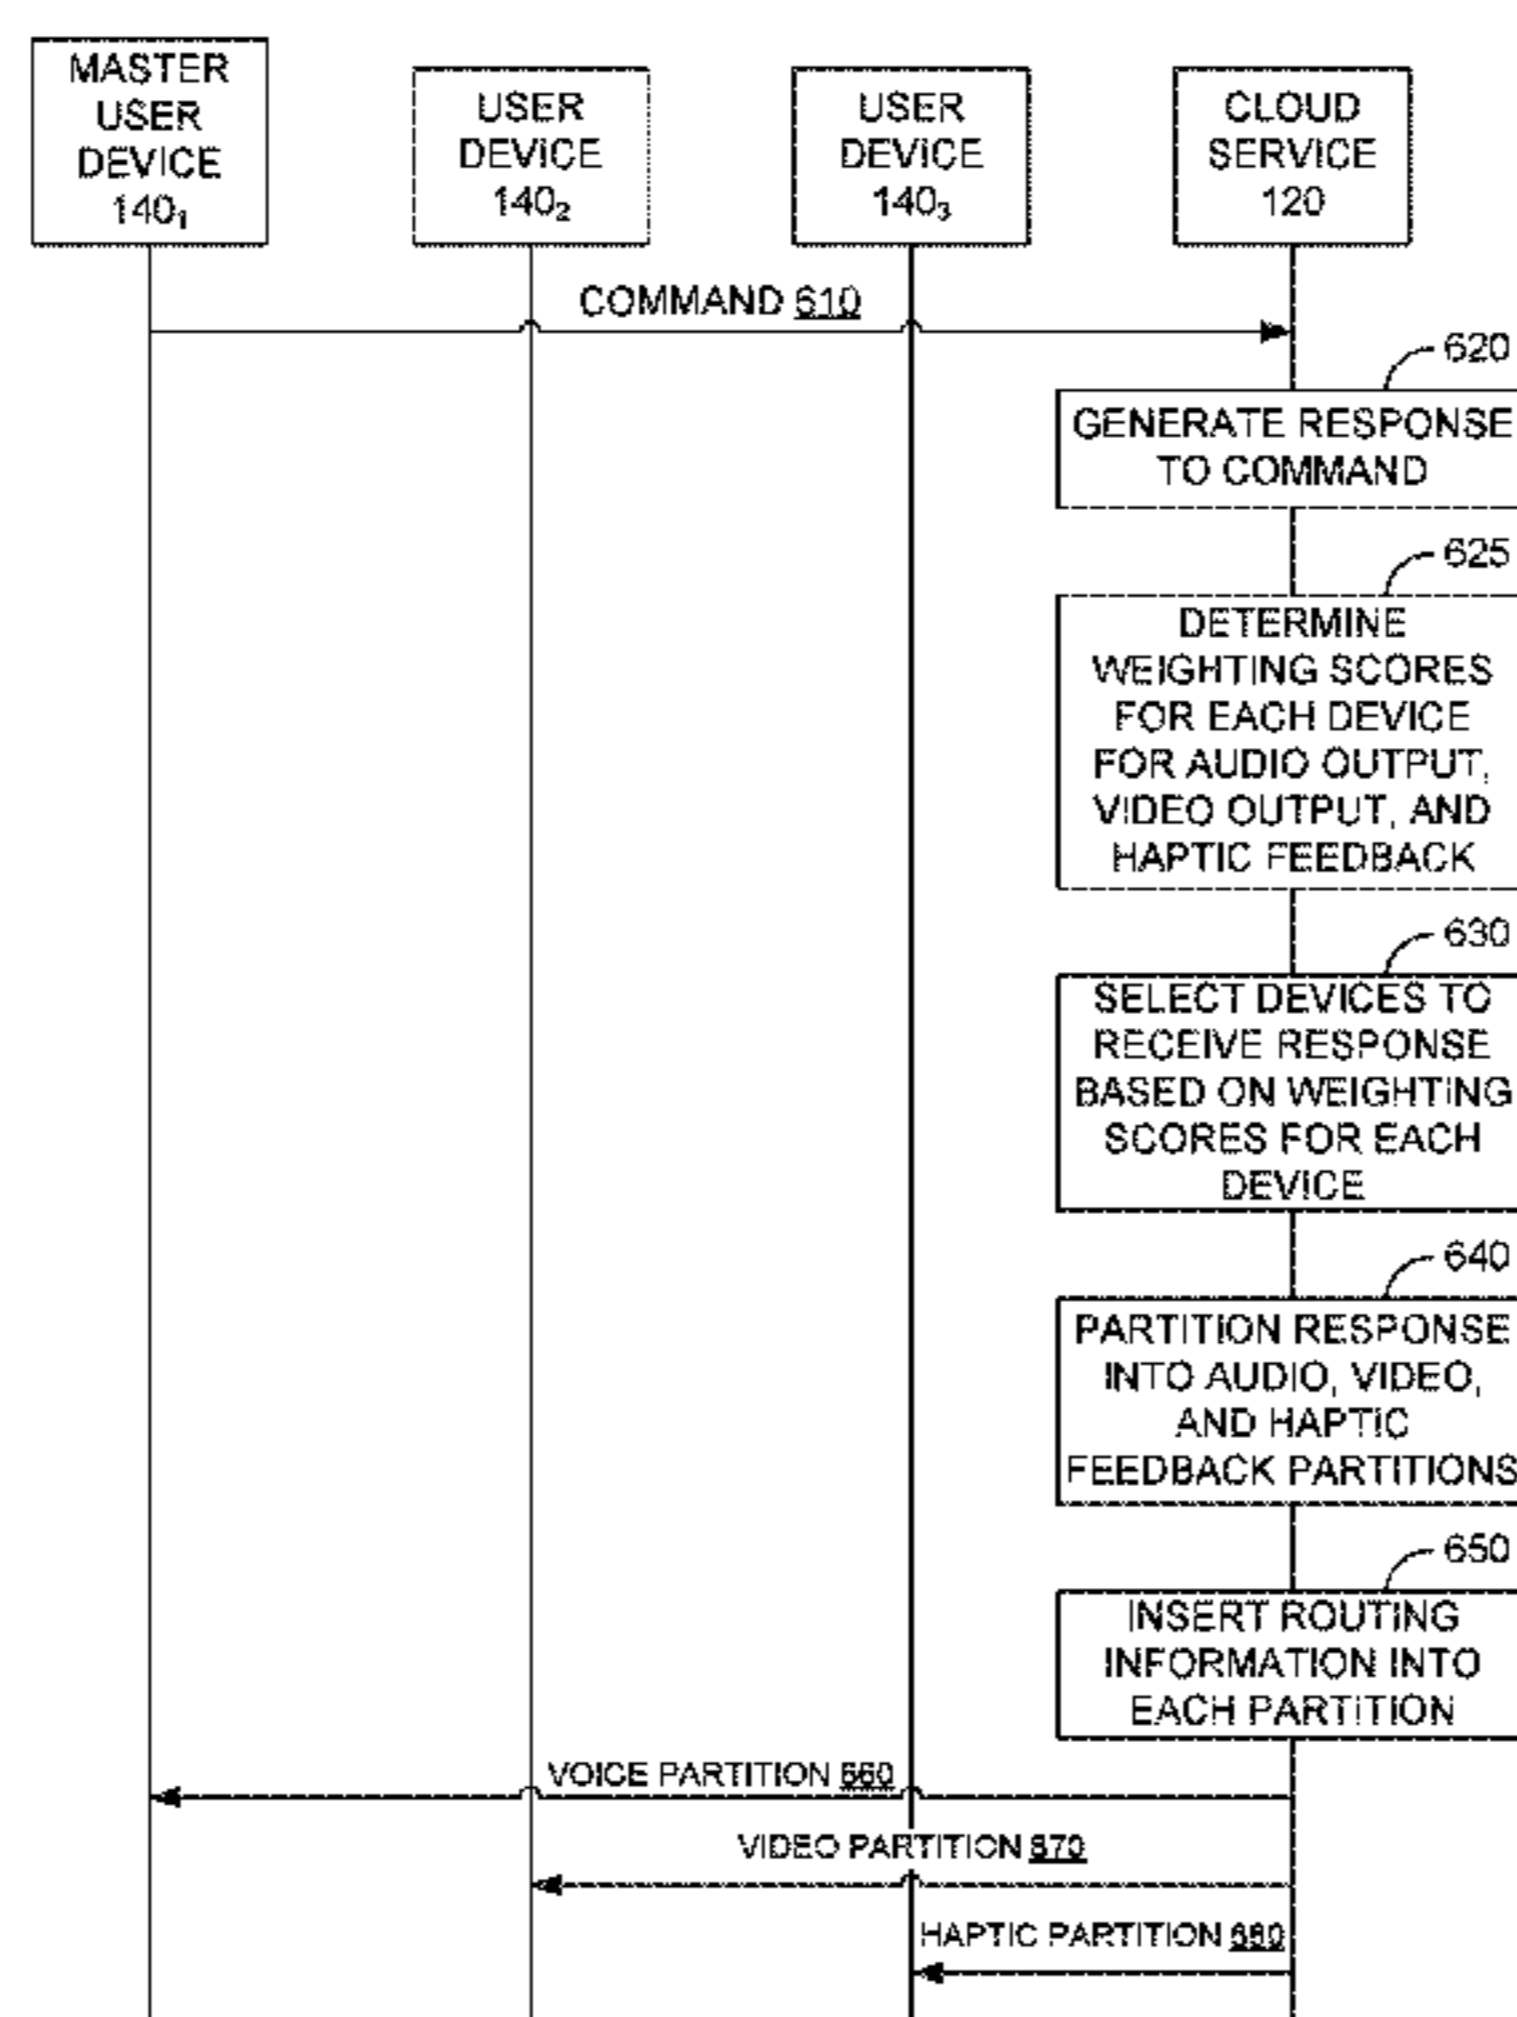 MASTER
USER
DEVICE
140₁
USER
DEVICE
140₂
USER
DEVICE
140₃
CLOUD
SERVICE
120
COMMAND 610
620
GENERATE RESPONSE
TO COMMAND
625
DETERMINE
WEIGHTING SCORES
FOR EACH DEVICE
FOR AUDIO OUTPUT,
VIDEO OUTPUT, AND
HAPTIC FEEDBACK
630
SELECT DEVICES TO
RECEIVE RESPONSE
BASED ON WEIGHTING
SCORES FOR EACH
DEVICE
640
PARTITION RESPONSE
INTO AUDIO, VIDEO,
AND HAPTIC
FEEDBACK PARTITIONS
650
INSERT ROUTING
INFORMATION INTO
EACH PARTITION
VOICE PARTITION 660
VIDEO PARTITION 670
HAPTIC PARTITION 680